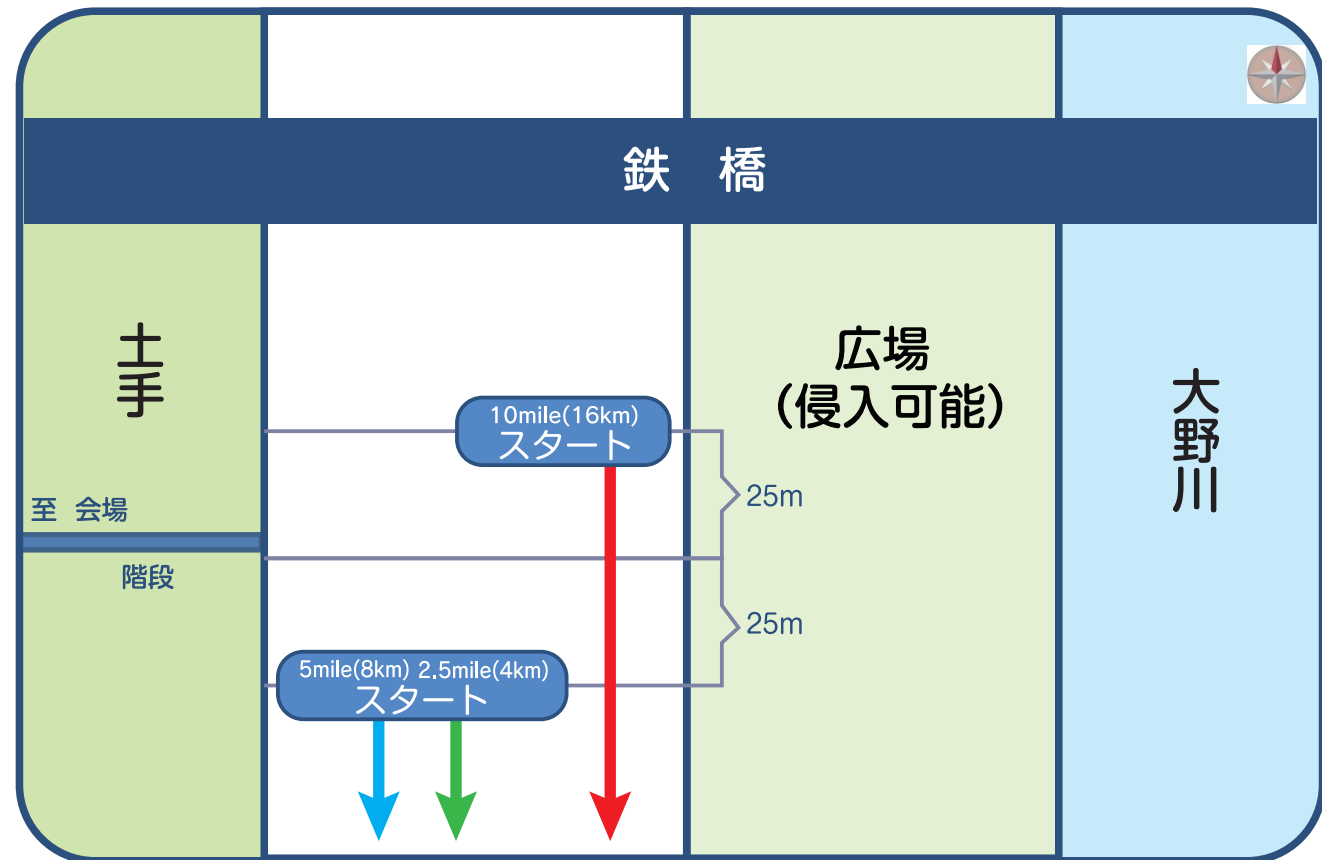 鉄 橋
土手
広場
(侵入可能)
大野川
10mile(16km)
スタート
至 会場
25m
階段
25m
5mile(8km) 2.5mile(4km)
スタート